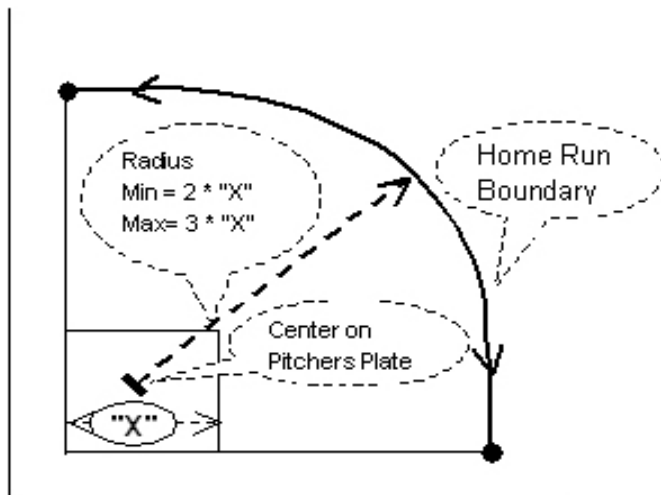 Radius
Min = 2 * "X"
Max= 3 * "X"
Home Run
Boundary
Center on
Pitchers Plate
"X"